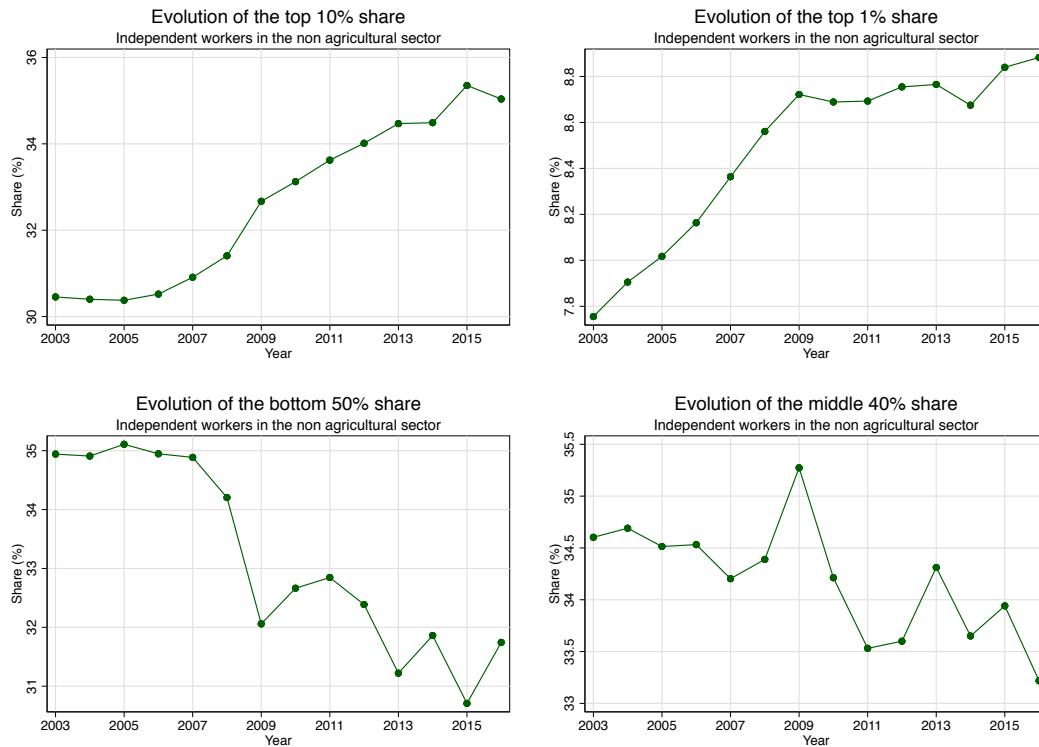 Evolution of the top 10% share
Independent workers in the non agricultural sector
36
34
32
30
Share (%)
2003 2005 2007 2009 2011 2013 2015
Year
Evolution of the top 1% share
Independent workers in the non agricultural sector
8.8
8.6
8.4
8.2
8
7.8
Share (%)
2003 2005 2007 2009 2011 2013 2015
Year
Evolution of the bottom 50% share
Independent workers in the non agricultural sector
35
34
33
32
31
Share (%)
2003 2005 2007 2009 2011 2013 2015
Year
Evolution of the middle 40% share
Independent workers in the non agricultural sector
35.5
35
34.5
34
33.5
33
Share (%)
2003 2005 2007 2009 2011 2013 2015
Year